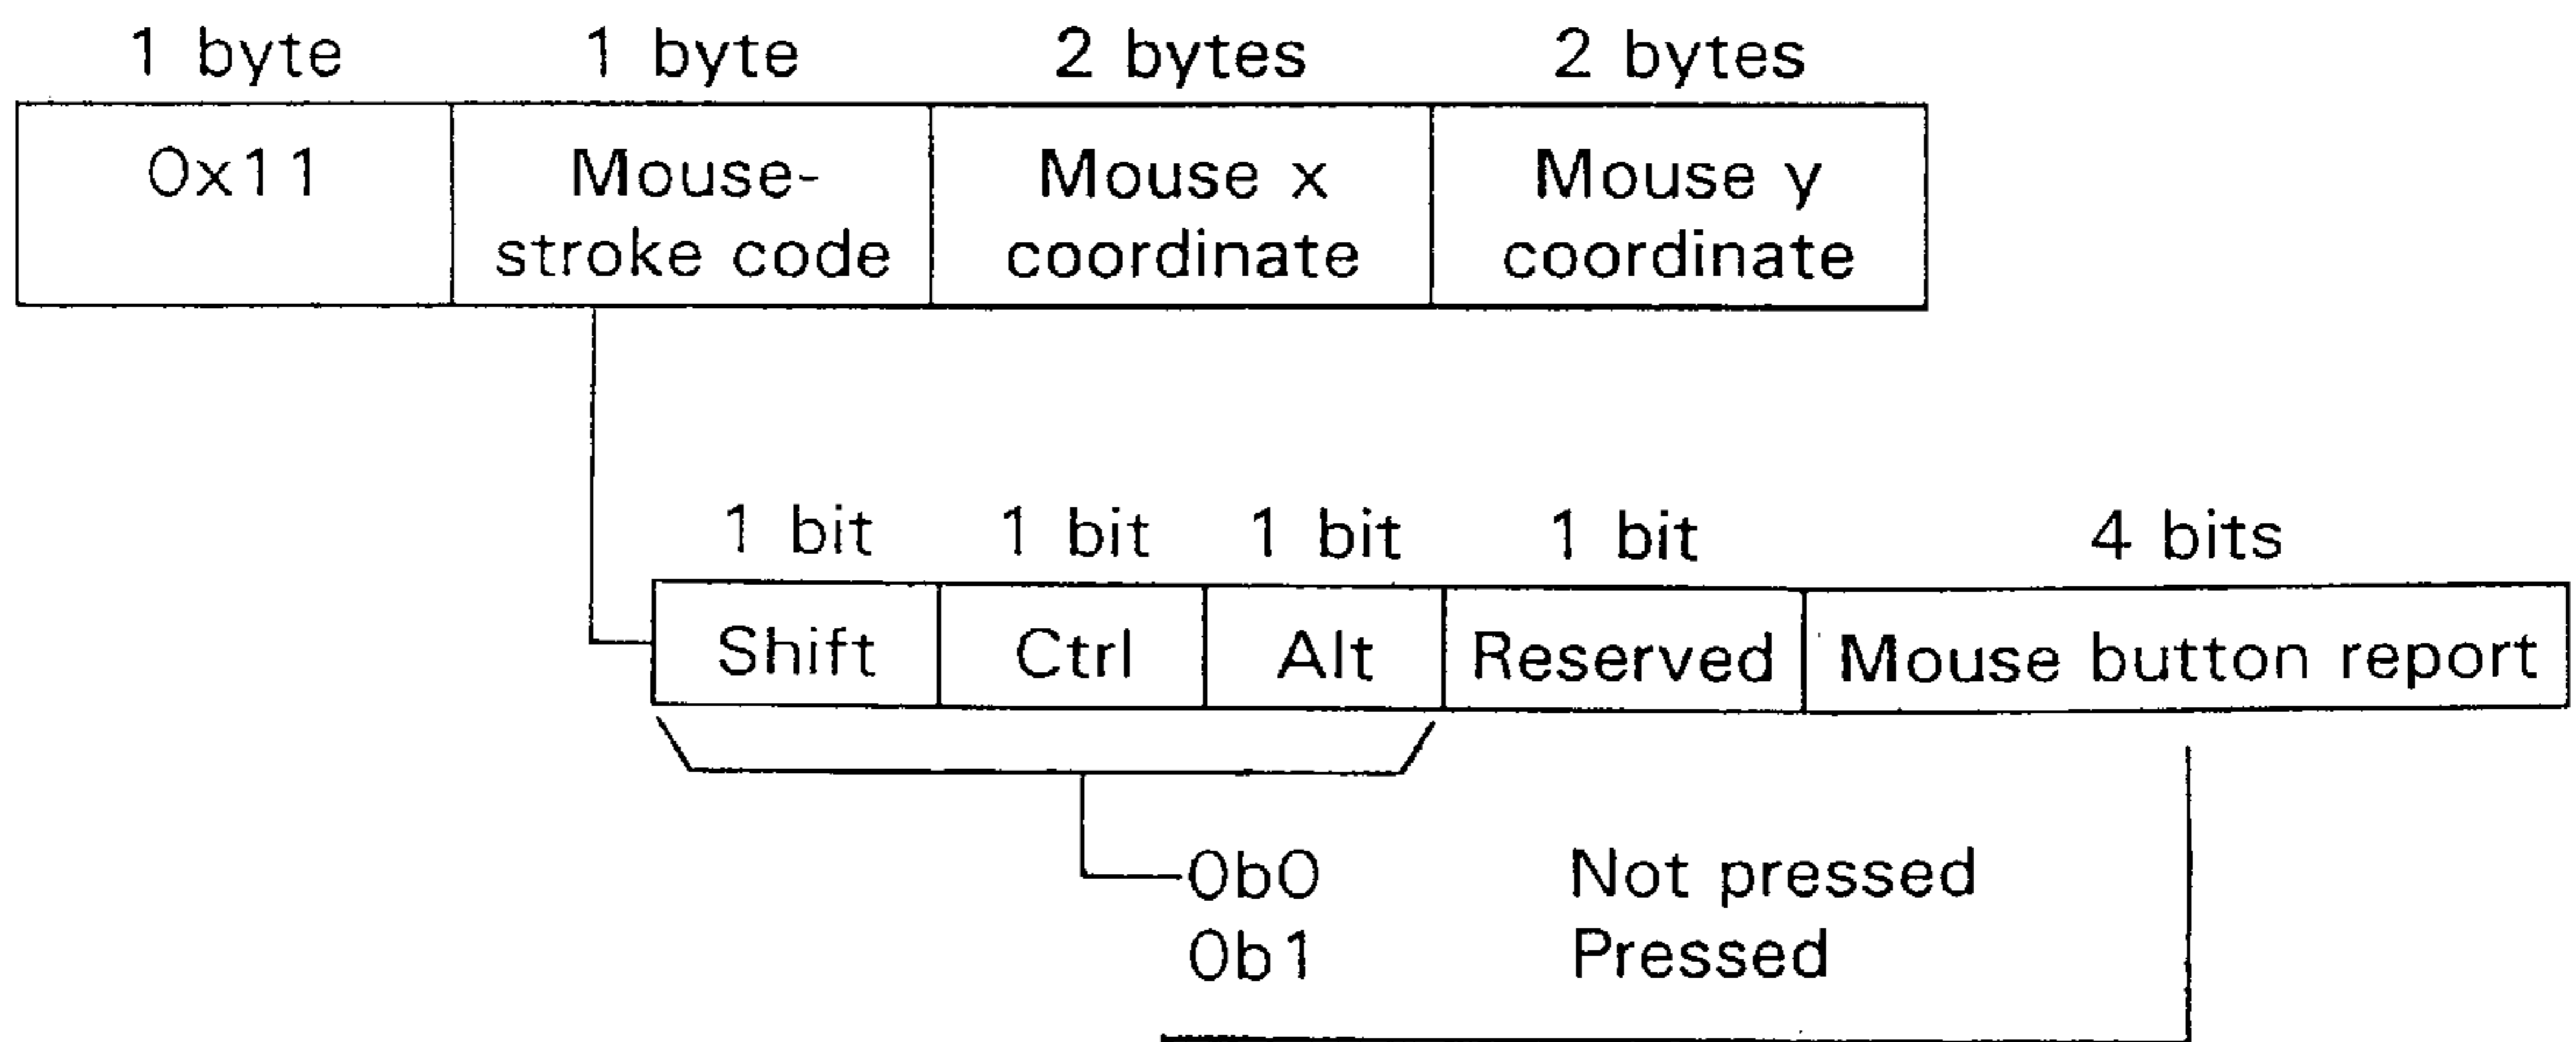 1 byte 1 byte 2 bytes 2 bytes
0x11 Mouse- Mouse x Mouse y
stroke code coordinate coordinate
1 bit 1 bit 1 bit 1 bit 4 bits
Shift Ctrl Alt Reserved Mouse button report
0b0 Not pressed
0b1 Pressed